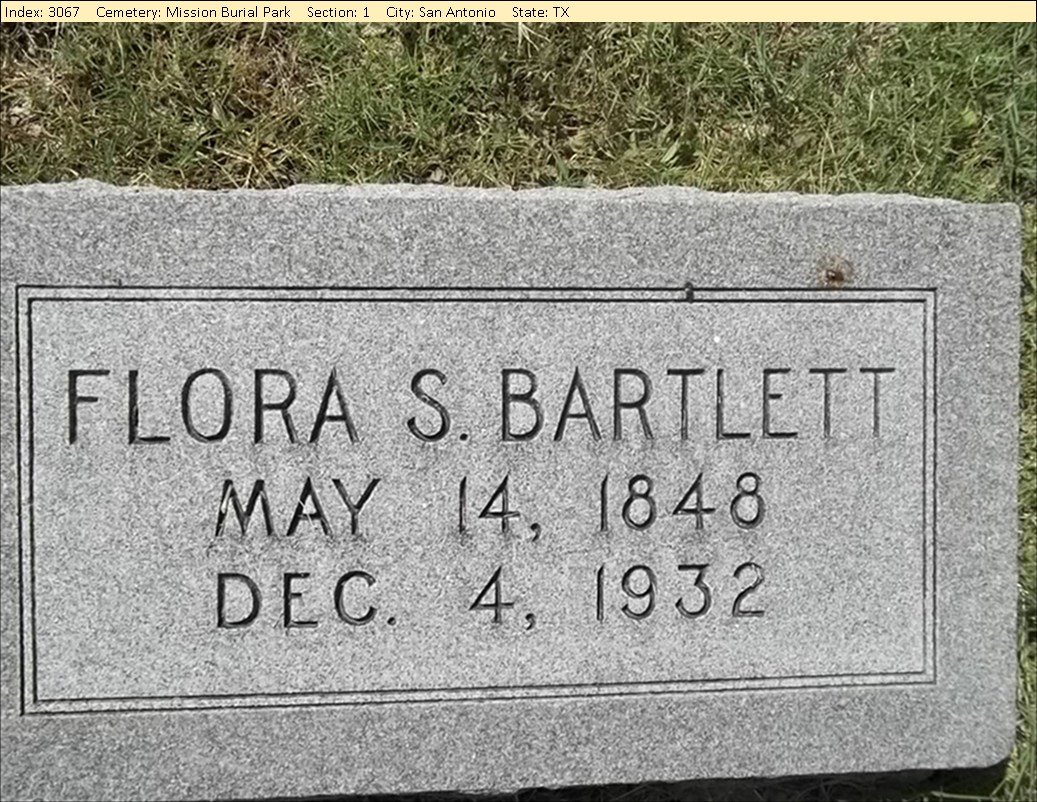 Index: 3067 Cemetery: Mission Burial Park Section: 1 City: San Antonio State: TX
FLORA S. BARTLETT
MAY 14, 1848
DEC. 4, 1932